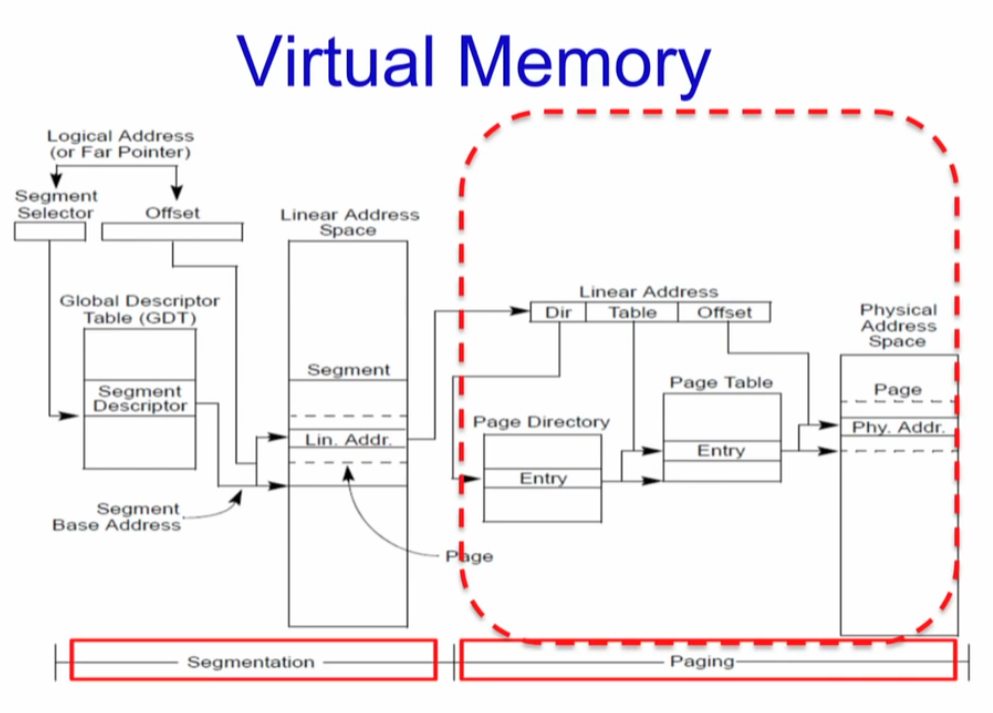 Virtual Memory
Logical Address
(or Far Pointer)
Segment
Selector
Offset
Linear Address
Space
Global Descriptor
Table (GDT)
Segment
Descriptor
Segment
Lin. Addr.
Segment
Base Address
Page
Linear Address
Dir
Table
Offset
Physical
Address
Space
Page Table
Page
Page Directory
Phy. Addr.
Entry
Entry
Segmentation
Paging